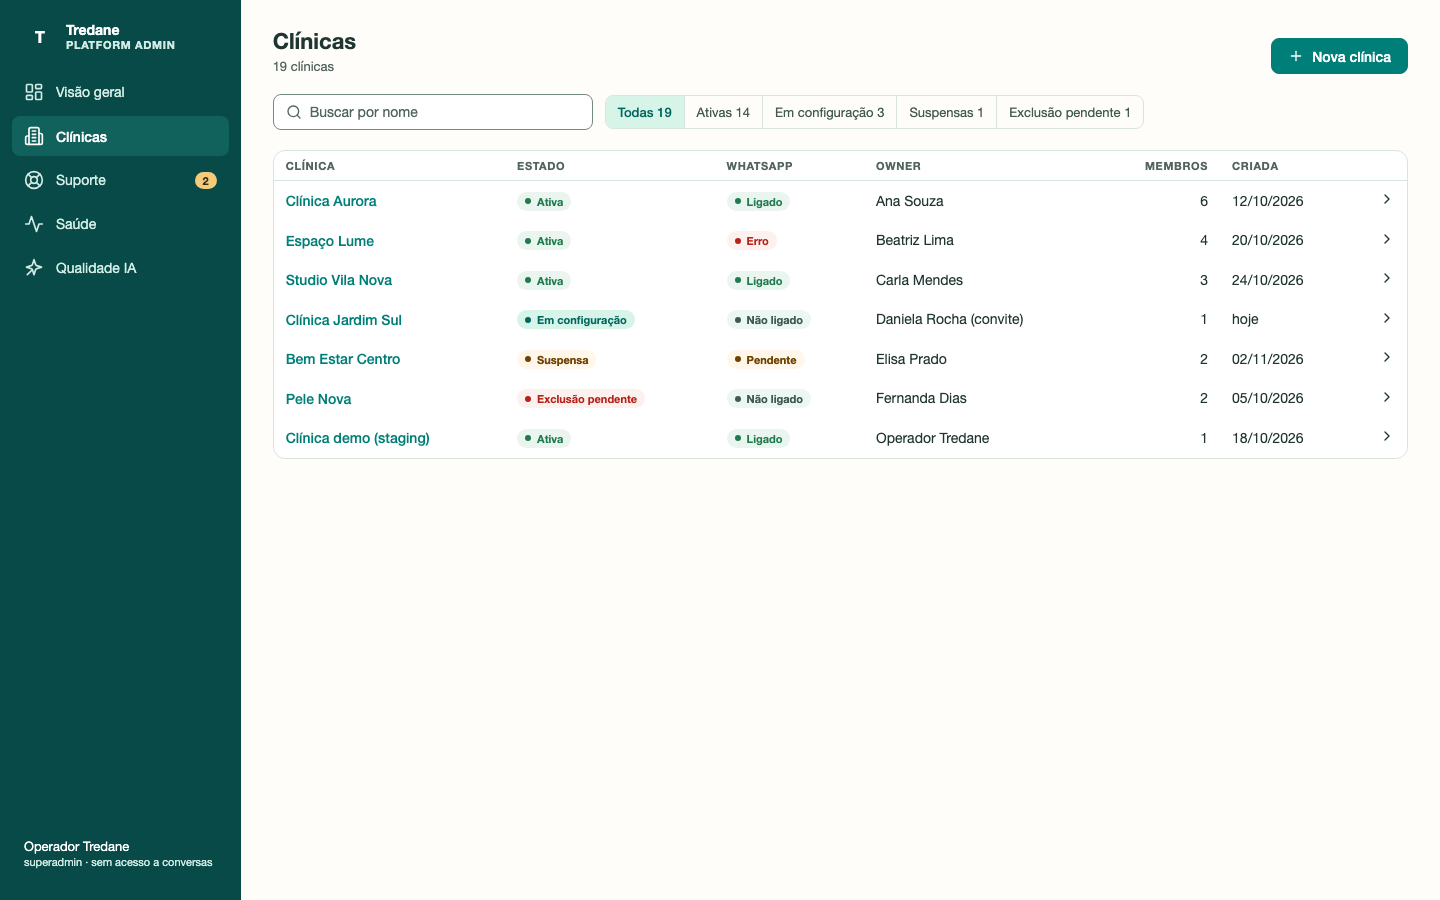 T
Tredane
PLATFORM ADMIN
Visão geral
Clínicas
Suporte 2
Saúde
Qualidade IA
Operador Tredane
superadmin · sem acesso a conversas
Clínicas
19 clínicas
Nova clínica
Buscar por nome
Todas 19 Ativas 14 Em configuração 3 Suspensas 1 Exclusão pendente 1
CLÍNICA ESTADO WHATSAPP OWNER MEMBROS CRIADA
Clínica Aurora Ativa Ligado Ana Souza 6 12/10/2026
Espaço Lume Ativa Erro Beatriz Lima 4 20/10/2026
Studio Vila Nova Ativa Ligado Carla Mendes 3 24/10/2026
Clínica Jardim Sul Em configuração Não ligado Daniela Rocha (convite) 1 hoje
Bem Estar Centro Suspensa Pendente Elisa Prado 2 02/11/2026
Pele Nova Exclusão pendente Não ligado Fernanda Dias 2 05/10/2026
Clínica demo (staging) Ativa Ligado Operador Tredane 1 18/10/2026